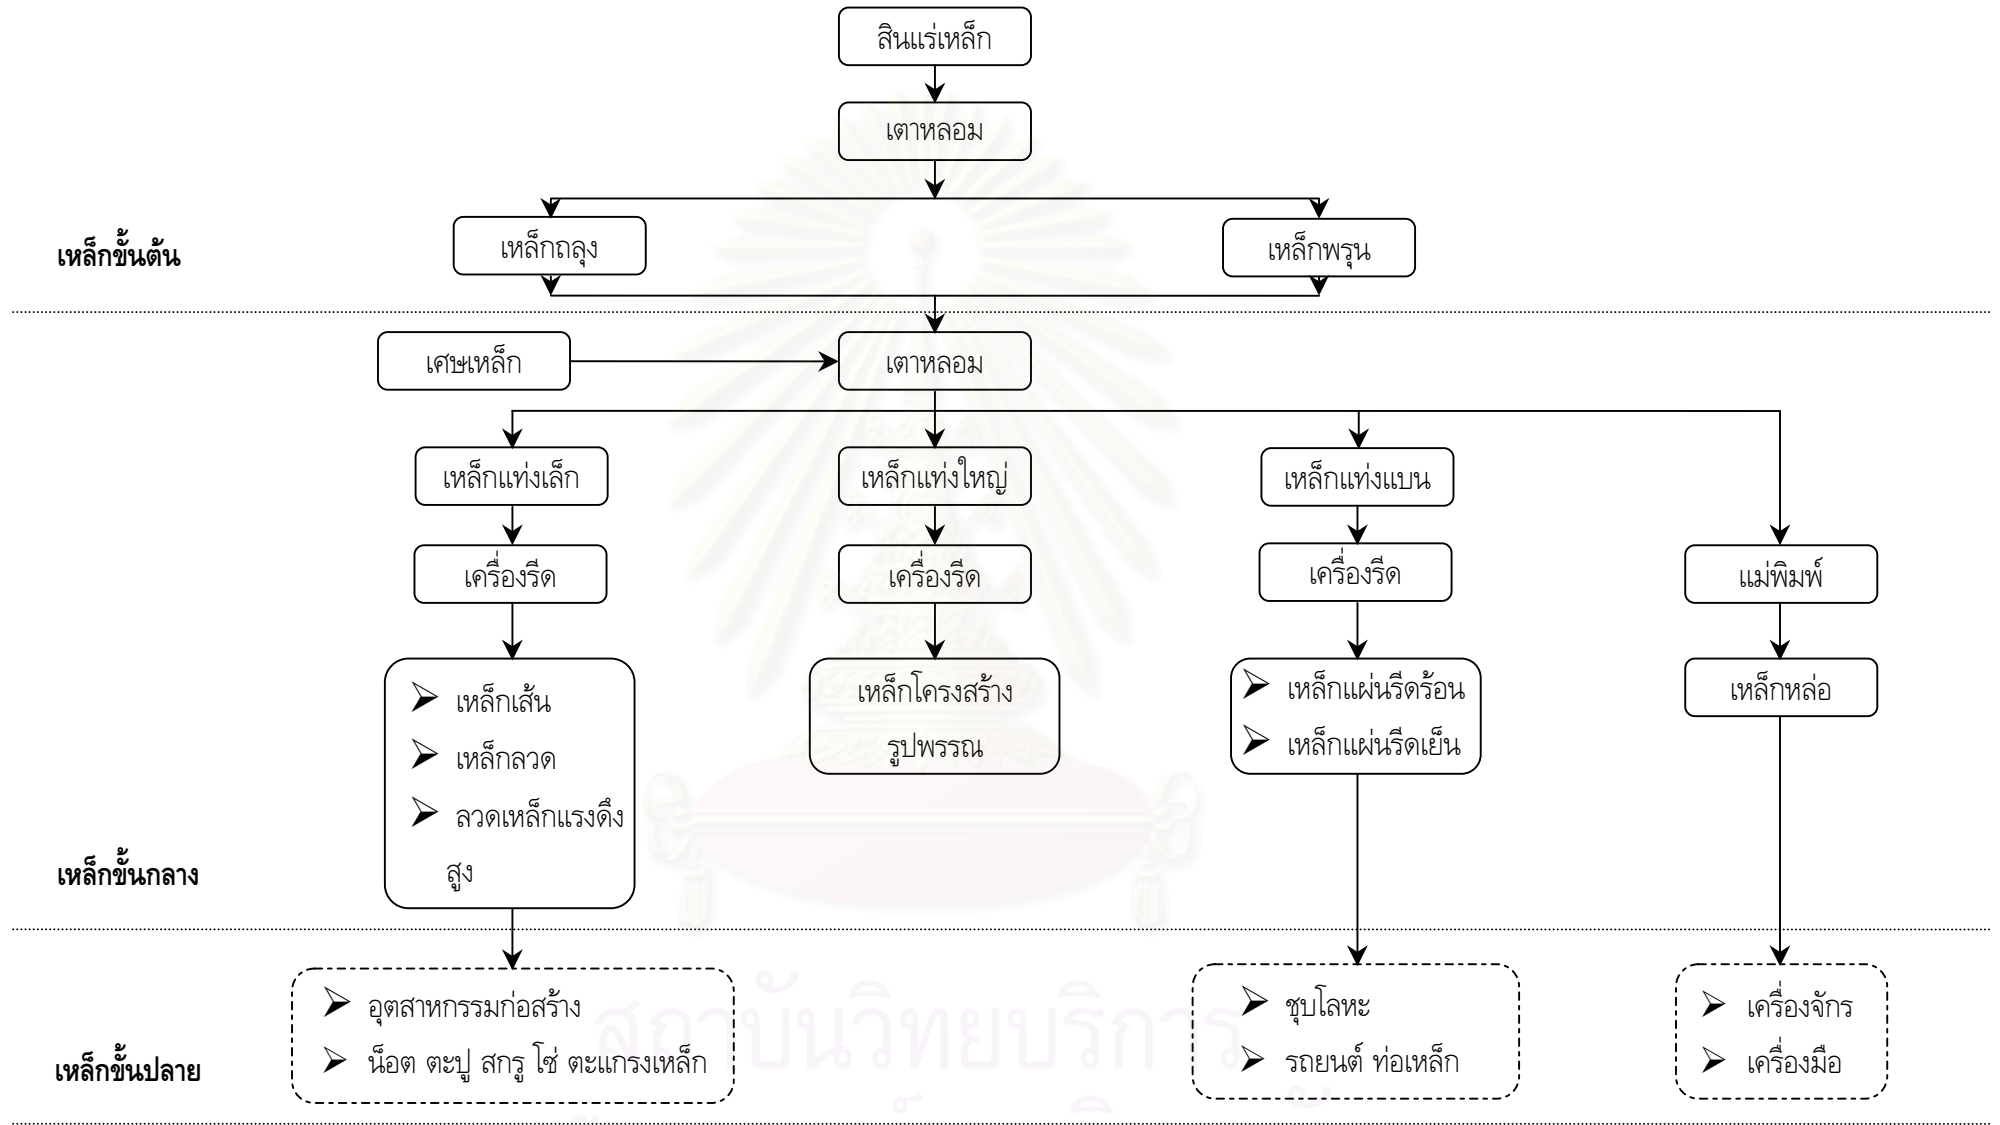 สินแร่เหล็ก
เตาหลอม
เหล็กขั้นต้น
เหล็กถลุง
เหล็กพรุน
เศษเหล็ก
เตาหลอม
เหล็กแท่งเล็ก
เหล็กแท่งใหญ่
เหล็กแท่งแบน
เครื่องรีด
เครื่องรีด
เครื่องรีด
แม่พิมพ์
เหล็กเส้น
เหล็กลวด
ลวดเหล็กแรงดึง
สูง
เหล็กโครงสร้าง
รูปพรรณ
เหล็กแผ่นรีดร้อน
เหล็กแผ่นรีดเย็น
เหล็กหล่อ
เหล็กขั้นกลาง
เหล็กขั้นปลาย
อุตสาหกรรมก่อสร้าง
น็อต ตะปู สกรู โซ่ ตะแกรงเหล็ก
ชุบโลหะ
รถยนต์ ท่อเหล็ก
เครื่องจักร
เครื่องมือ
สถาบันวิทยบริการ